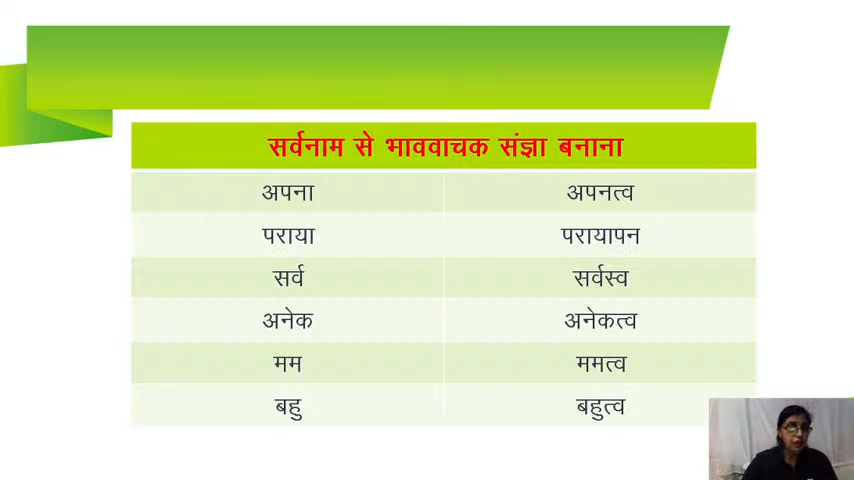 सर्वनाम से भाववाचक संज्ञा बनाना
अपना अपनत्व
पराया परायापन
सर्व सर्वस्व
अनेक अनेकत्व
मम ममत्व
बहु बहुत्व